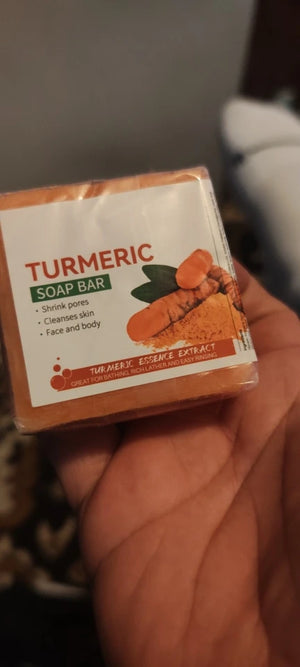 TURMERIC
SOAP BAR
• Shrink pores
• Cleanses skin
• Face and body
TURMERIC ESSENCE EXTRACT
GREAT FOR BATHING, RICH LATHER AND EASY RINSING